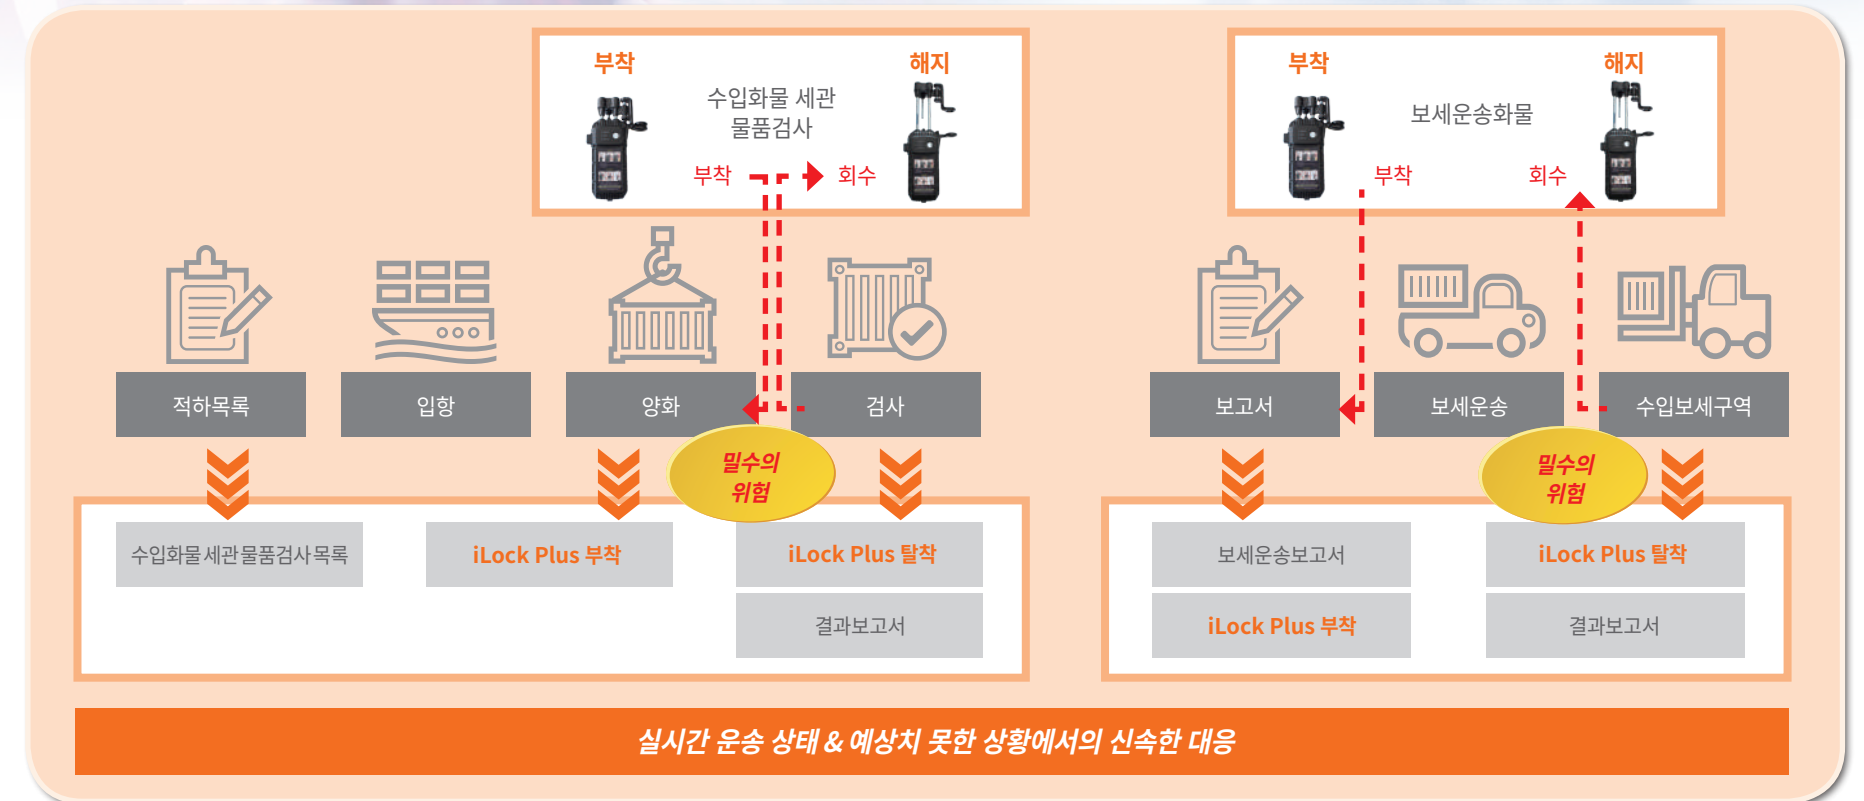 부착
해지
수입화물 세관
물품검사
부착
회수
부착
해지
보세운송화물
부착
회수
적하목록
입항
양화
검사
보고서
보세운송
수입보세구역
밀수의
위험
밀수의
위험
수입화물 세관 물품검사 목록
iLock Plus 부착
iLock Plus 탈착
결과보고서
보세운송보고서
iLock Plus 부착
iLock Plus 탈착
결과보고서
실시간 운송 상태 & 예상치 못한 상황에서의 신속한 대응